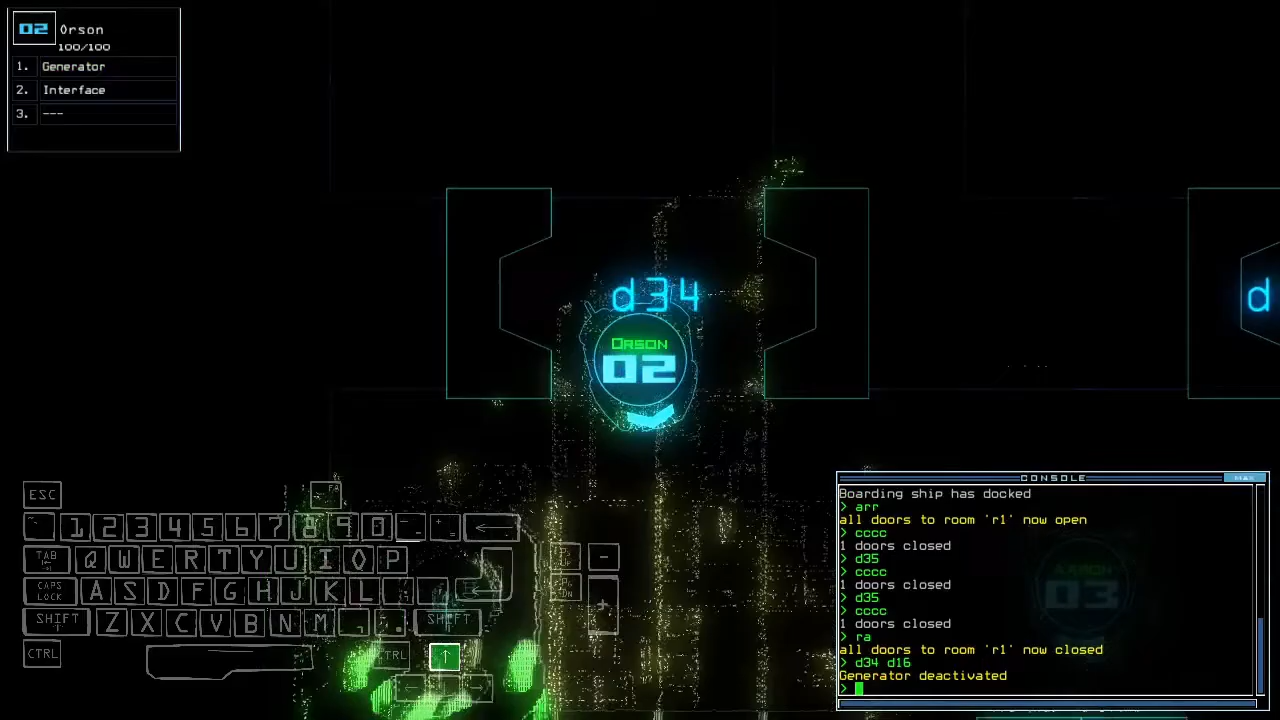 02 Orson
100/100
1. Generator
2. Interface
3. ---
d34
d
Orson
02
CONSOLE
MAX
Boarding ship has docked
> arr
all doors to room 'r1' now open
> cccc
1 doors closed
> d35
> cccc
1 doors closed
> d35
> cccc
1 doors closed
> ra
all doors to room 'r1' now closed
> d34 d16
Generator deactivated
>
03
ESC
1 2 3 4 5 6 7 8 9 0
TAB Q W E R T Y U I O P
CAPS LOCK A S D F G H J K L
SHIFT Z X C V B N M , . SHIFT
CTRL CTRL ↑